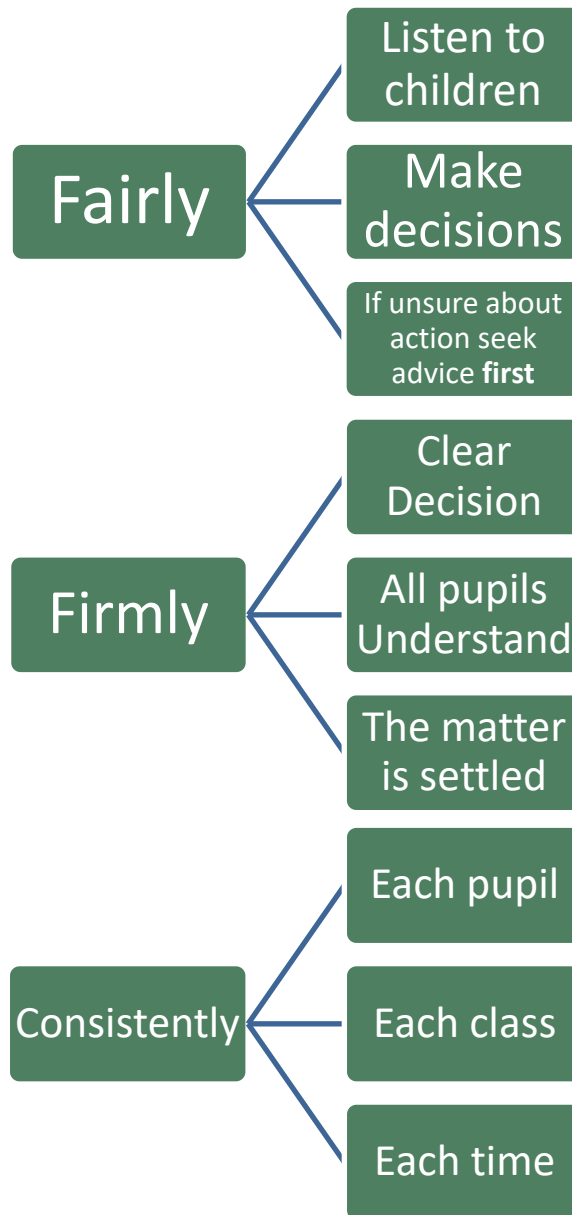 Fairly
Listen to
children
Make
decisions
If unsure about
action seek
advice first
Firmly
Clear
Decision
All pupils
Understand
The matter
is settled
Consistently
Each pupil
Each class
Each time